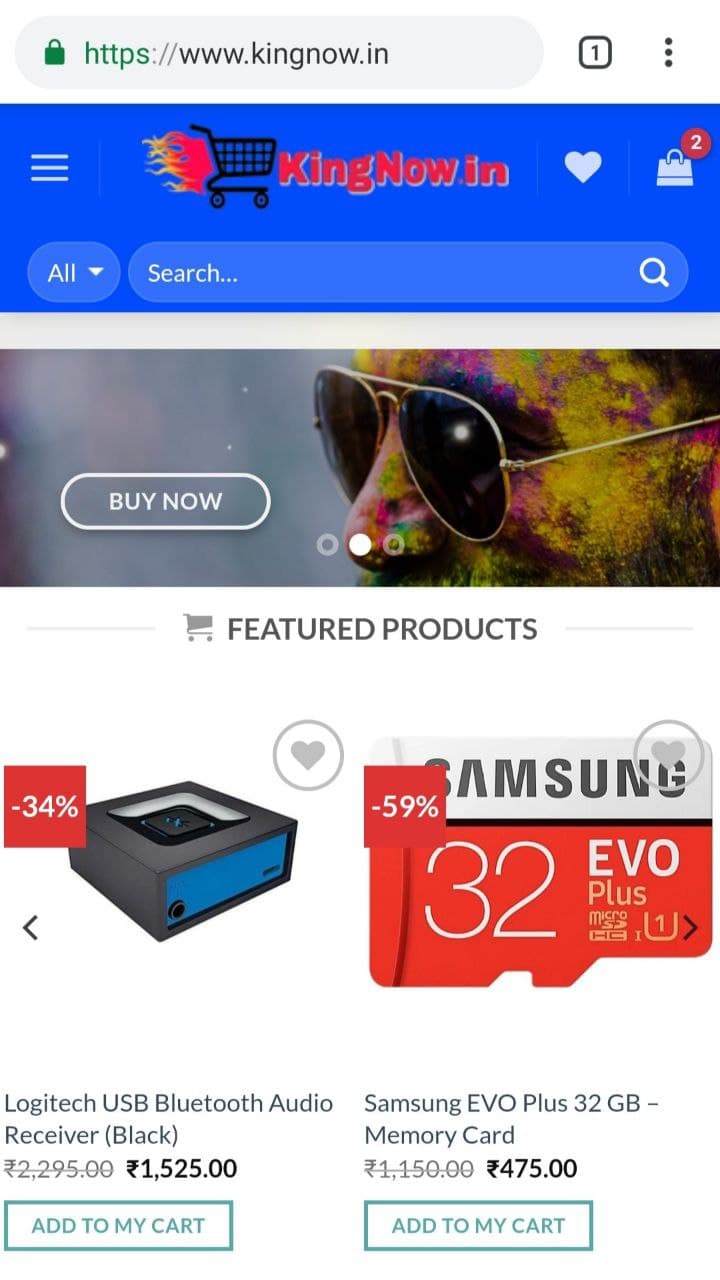 https://www.kingnow.in
1
KingNow.in
2
All
Search...
BUY NOW
FEATURED PRODUCTS
-34%
-59%
SAMSUNG
32
EVO
Plus
micro
HC I U1
Logitech USB Bluetooth Audio
Receiver (Black)
₹2,295.00 ₹1,525.00
Samsung EVO Plus 32 GB –
Memory Card
₹1,150.00 ₹475.00
ADD TO MY CART
ADD TO MY CART